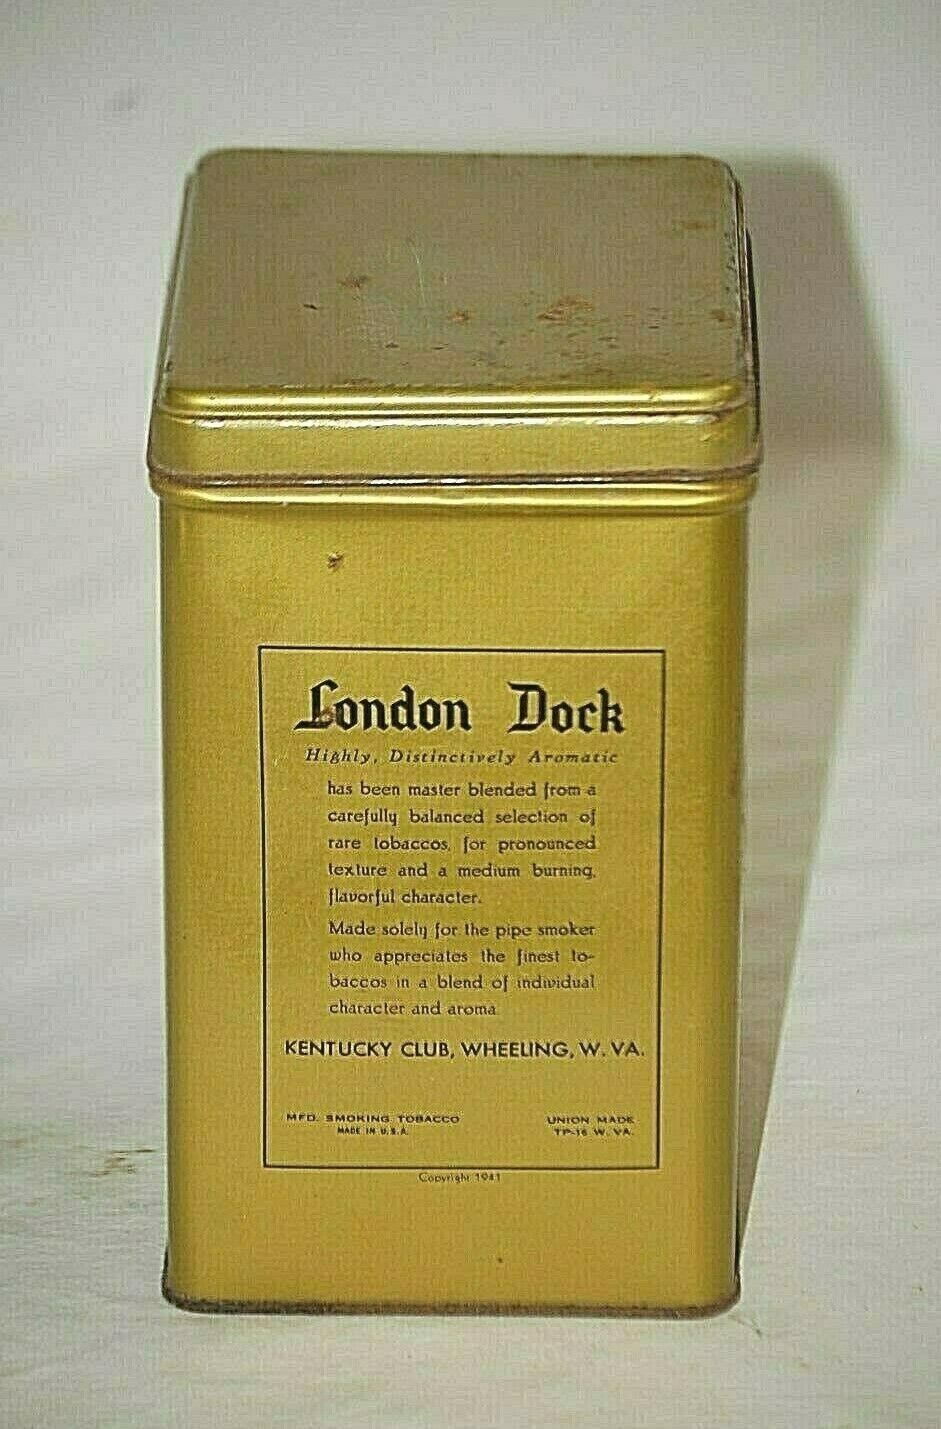 London Dock
Highly, Distinctively Aromatic
has been master blended from a
carefully balanced selection of
rare tobaccos, for pronounced
texture and a medium burning,
flavorful character.
Made solely for the pipe smoker
who appreciates the finest to-
baccos in a blend of individual
character and aroma
KENTUCKY CLUB, WHEELING, W. VA.
MFD. SMOKING TOBACCO
MADE IN U.S.A.
UNION MADE
TP-16 W. VA.
Copyright 1941